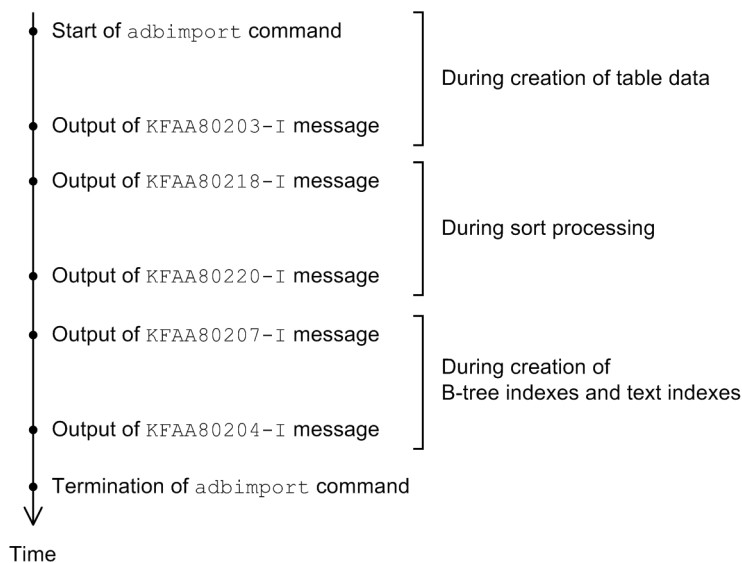 Start of adbimport command
During creation of table data
Output of KFAA80203-I message
Output of KFAA80218-I message
During sort processing
Output of KFAA80220-I message
Output of KFAA80207-I message
During creation of
B-tree indexes and text indexes
Output of KFAA80204-I message
Termination of adbimport command
Time